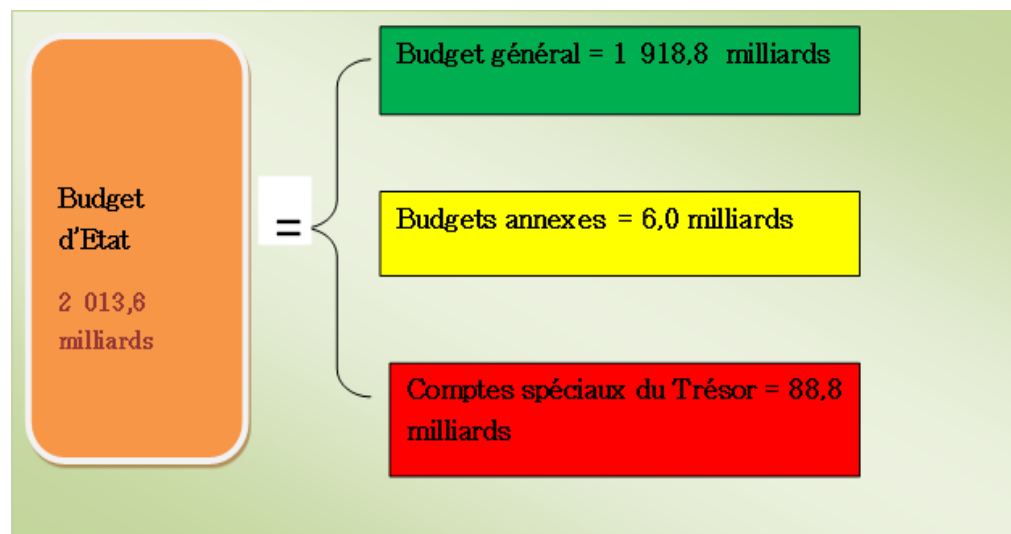 Budget
d'Etat
2 013,6
milliards
=
Budget général = 1 918,8 milliards
Budgets annexes = 6,0 milliards
Comptes spéciaux du Trésor = 88,8
milliards